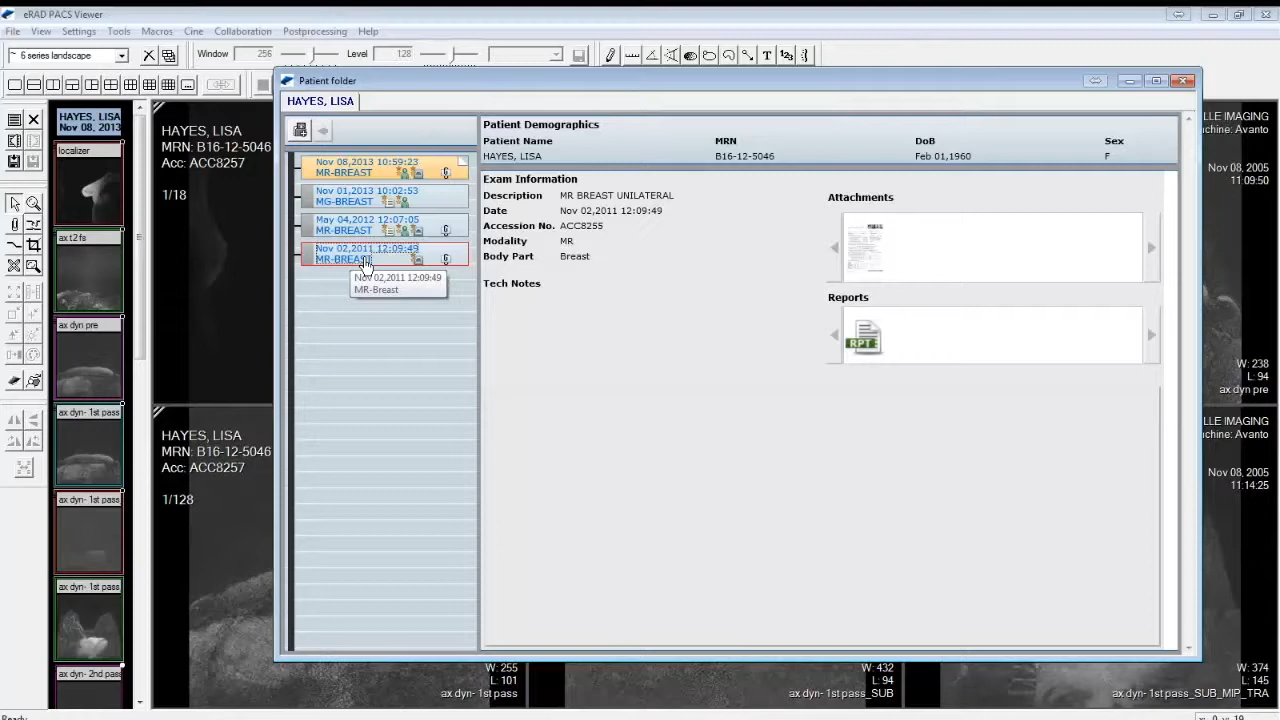 eRAD PACS Viewer
File View Settings Tools Macros Cine Collaboration Postprocessing Help
~ 6 series landscape
Window 256
Level 128
T 123
Patient folder
HAYES, LISA
HAYES, LISA
Nov 08, 2013
localizer
ax t2 fs
ax dyn pre
ax dyn- 1st pass
ax dyn- 1st pass
ax dyn- 1st pass
ax dyn- 2nd pass
HAYES, LISA
MRN: B16-12-5046
Acc: ACC8257
1/18
HAYES, LISA
MRN: B16-12-5046
Acc: ACC8257
1/128
Nov 08,2013 10:59:23
MR-BREAST
Nov 01,2013 10:02:53
MG-BREAST
May 04,2012 12:07:05
MR-BREAST
Nov 02,2011 12:09:49
MR-BREAST
Nov 02,2011 12:09:49
MR-Breast
Patient Demographics
Patient Name MRN DoB Sex
HAYES, LISA B16-12-5046 Feb 01,1960 F
Exam Information
Description MR BREAST UNILATERAL
Date Nov 02,2011 12:09:49
Accession No. ACC8255
Modality MR
Body Part Breast
Tech Notes
Attachments
Reports
RPT
LLE IMAGING
chine: Avanto
Nov 08, 2005
11:09:50
W: 238
L: 94
ax dyn pre
LLE IMAGING
chine: Avanto
Nov 08, 2005
11:14:25
W: 255
L: 101
ax dyn- 1st pass
W: 432
L: 94
ax dyn- 1st pass_SUB
W: 374
L: 145
ax dyn- 1st pass_SUB_MIP_TRA